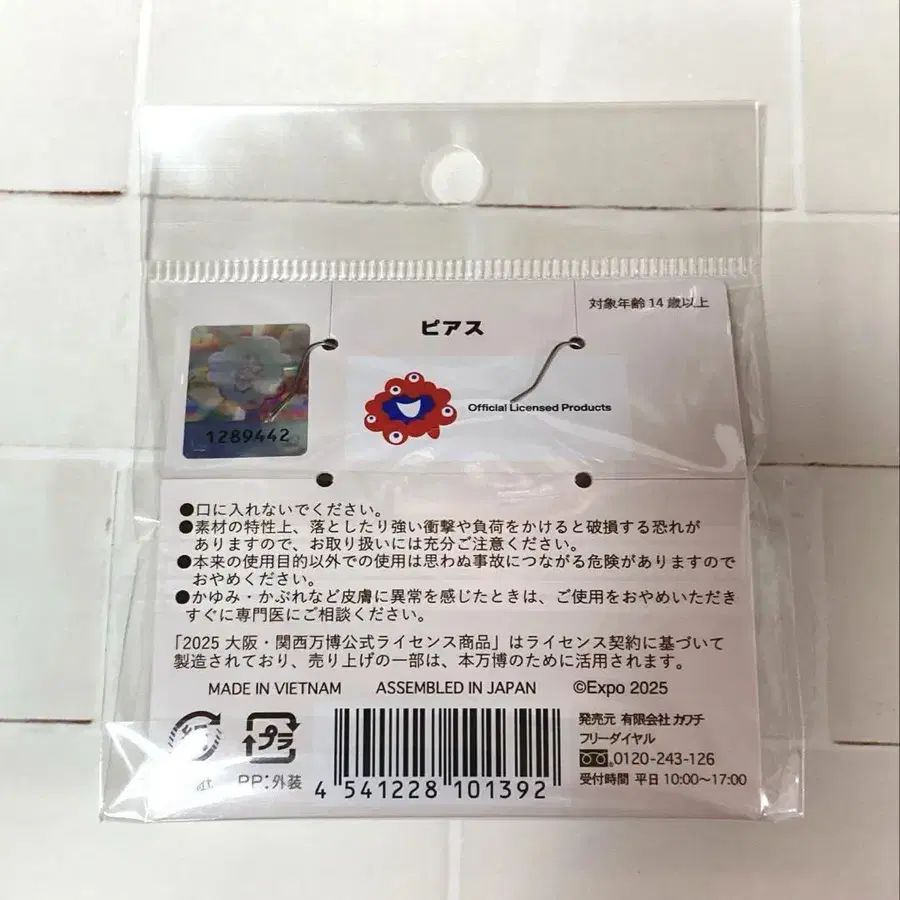 対象年齢14歳以上
ピアス
1289442
Official Licensed Products
●口に入れないでください。
●素材の特性上、落としたり強い衝撃や負荷をかけると破損する恐れが
ありますので、お取り扱いには充分ご注意ください。
●本来の使用目的以外での使用は思わぬ事故につながる危険がありますので
おやめください。
●かゆみ・かぶれなど皮膚に異常を感じたときは、ご使用をおやめいただき
すぐに専門医にご相談ください。
「2025 大阪・関西万博公式ライセンス商品」はライセンス契約に基づいて
製造されており、売り上げの一部は、本万博のために活用されます。
MADE IN VIETNAM ASSEMBLED IN JAPAN ©Expo 2025
紙
プラ
PP:外装
4 541228 101392
発売元 有限会社 カワチ
フリーダイヤル
0120-243-126
受付時間 平日 10:00〜17:00